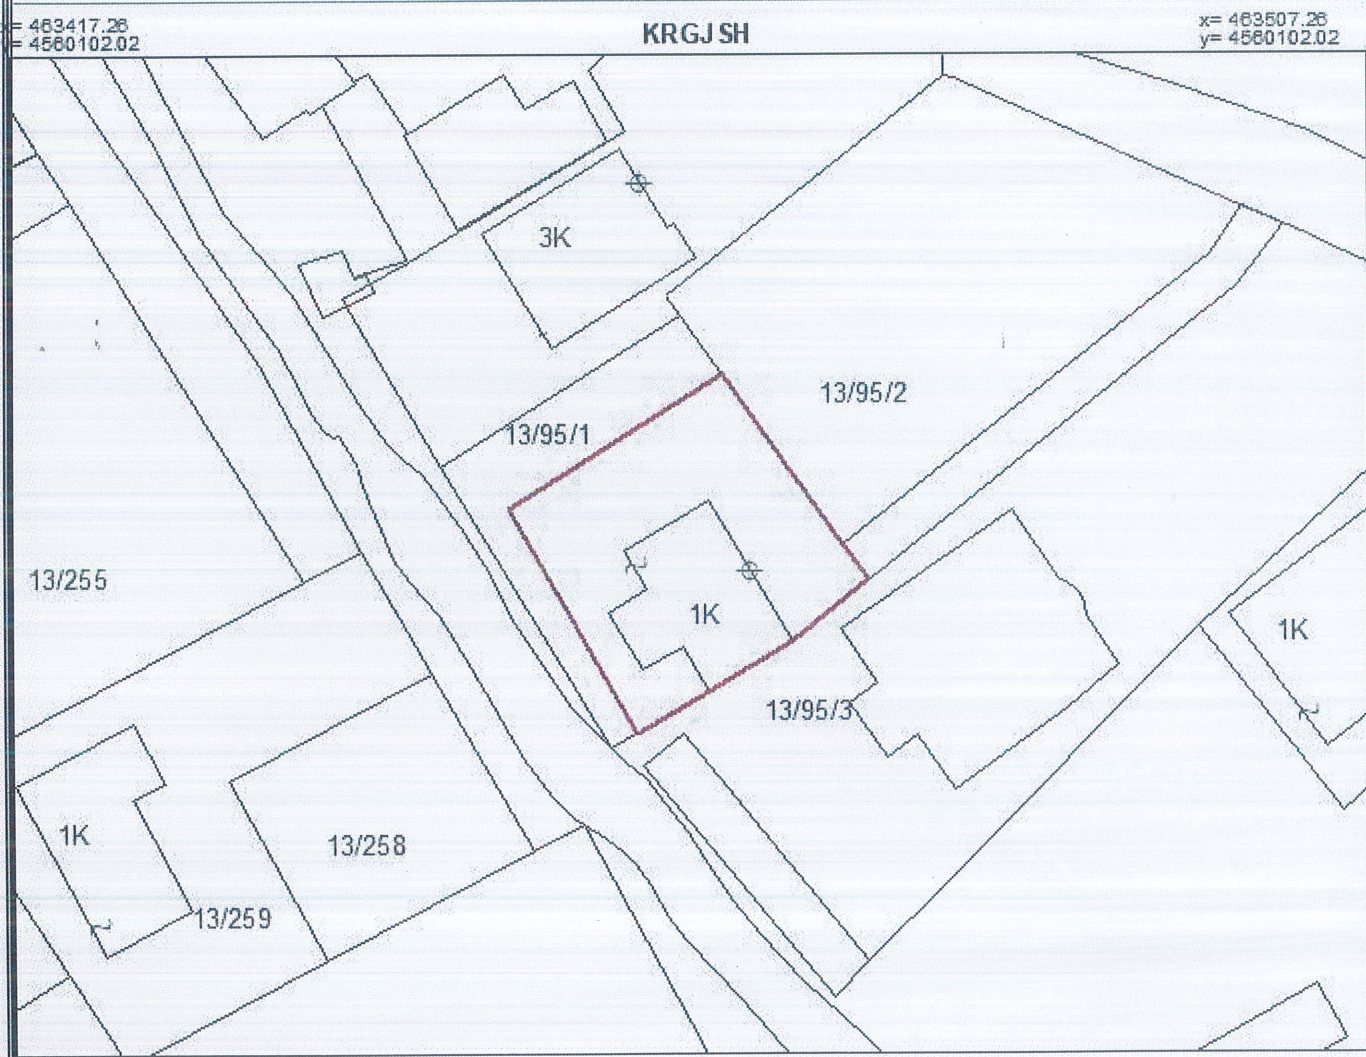 x= 463417.26
y= 4560102.02
KRGJSH
x= 463507.26
y= 4560102.02
3K
13/95/2
13/95/1
13/255
1K
1K
13/95/3
1K
13/258
13/259